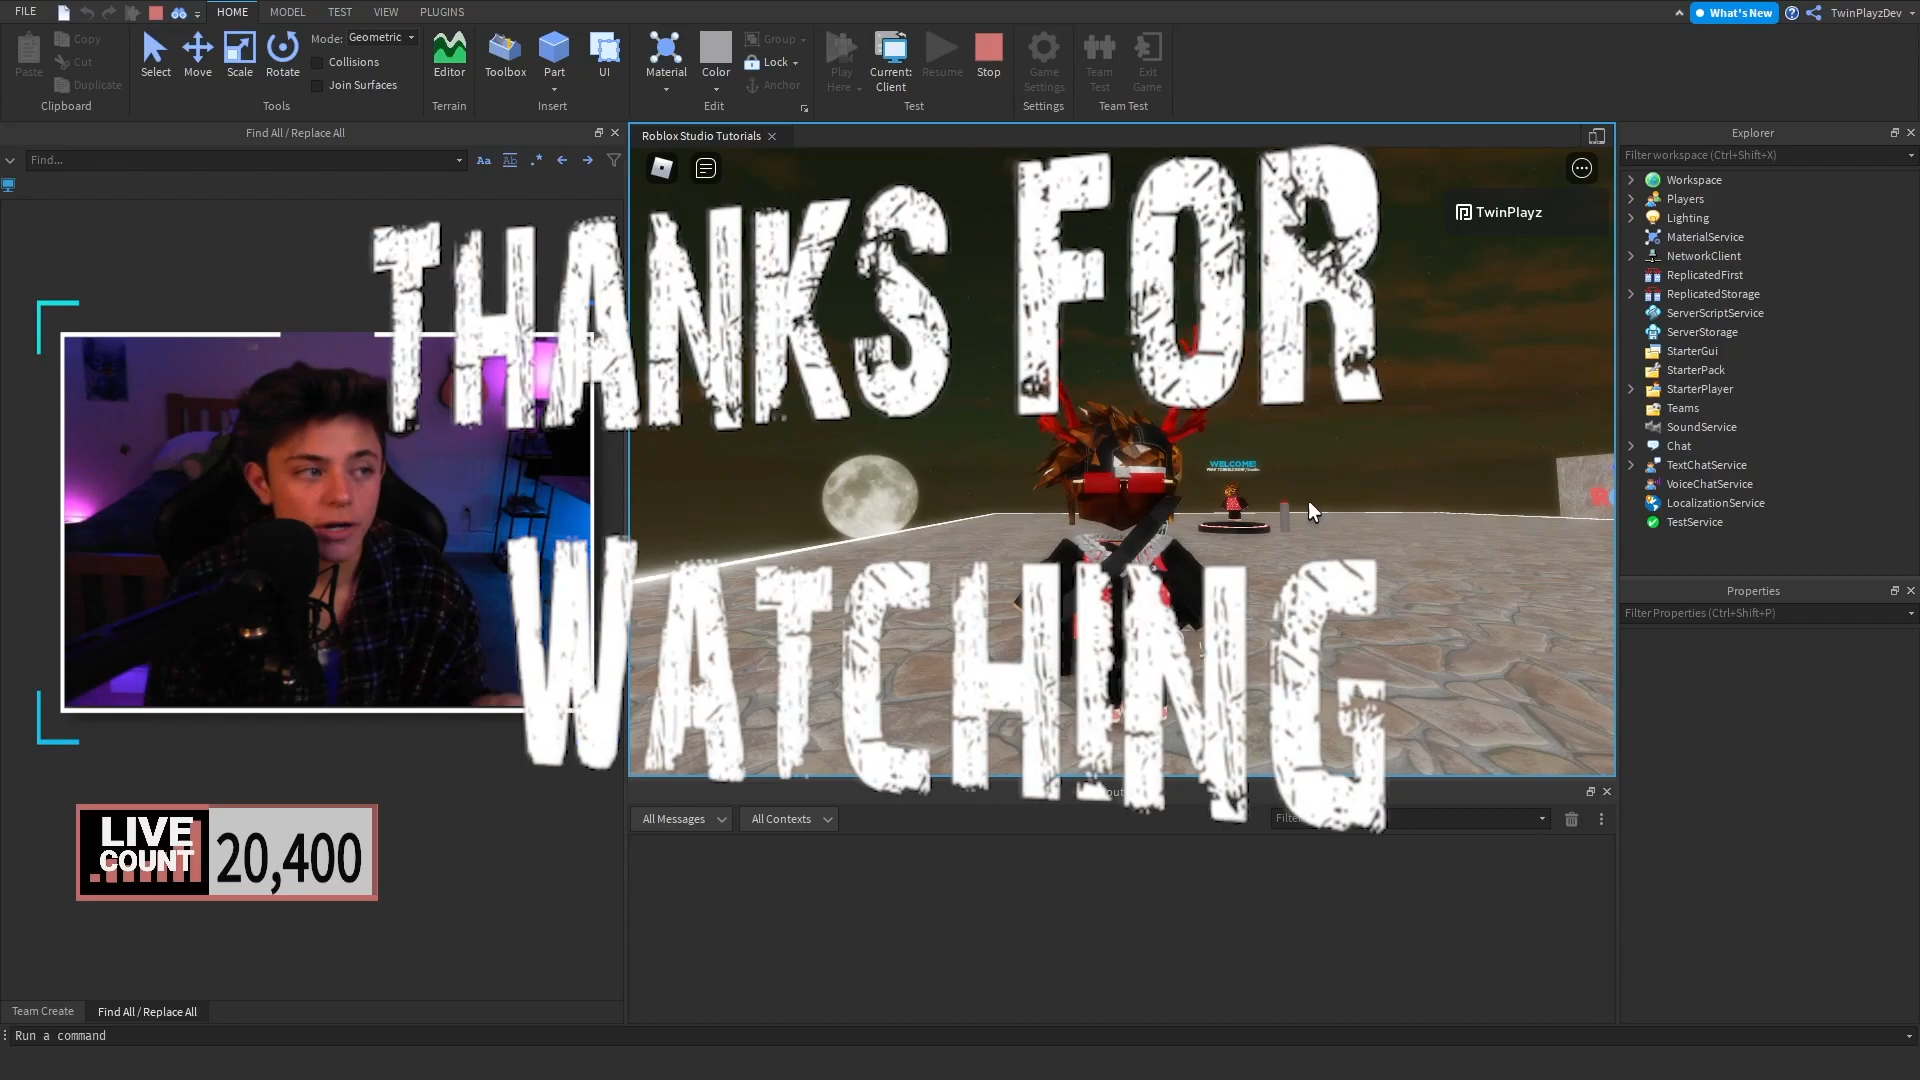 FILE
HOME
MODEL
TEST
VIEW
PLUGINS
What's New
TwinPlayzDev
Paste
Copy
Cut
Duplicate
Clipboard
Select
Move
Scale
Rotate
Mode: Geometric
Collisions
Join Surfaces
Tools
Editor
Terrain
Toolbox
Part
UI
Insert
Material
Color
Group
Lock
Anchor
Edit
Play
Here
Current:
Client
Resume
Stop
Test
Game
Settings
Settings
Team
Test
Exit
Game
Team Test
Find All / Replace All
Find...
Aa
Ab
Roblox Studio Tutorials
TwinPlayz
THANKS FOR
WATCHING
WELCOME!
LIVE
COUNT
20,400
All Messages
All Contexts
Explorer
Filter workspace (Ctrl+Shift+X)
Workspace
Players
Lighting
MaterialService
NetworkClient
ReplicatedFirst
ReplicatedStorage
ServerScriptService
ServerStorage
StarterGui
StarterPack
StarterPlayer
Teams
SoundService
Chat
TextChatService
VoiceChatService
LocalizationService
TestService
Properties
Filter Properties (Ctrl+Shift+P)
Team Create
Find All / Replace All
Run a command